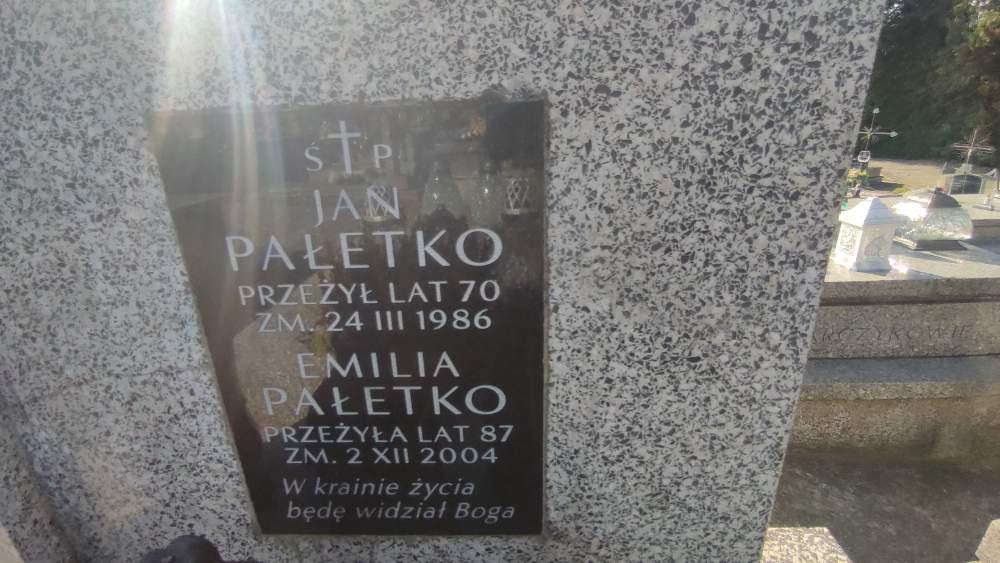 Ś P
JAN
PAŁETKO
PRZEŻYŁ LAT 70
ZM. 24 III 1986
EMILIA
PAŁETKO
PRZEŻYŁA LAT 87
ZM. 2 XII 2004
W krainie życia
będę widział Boga